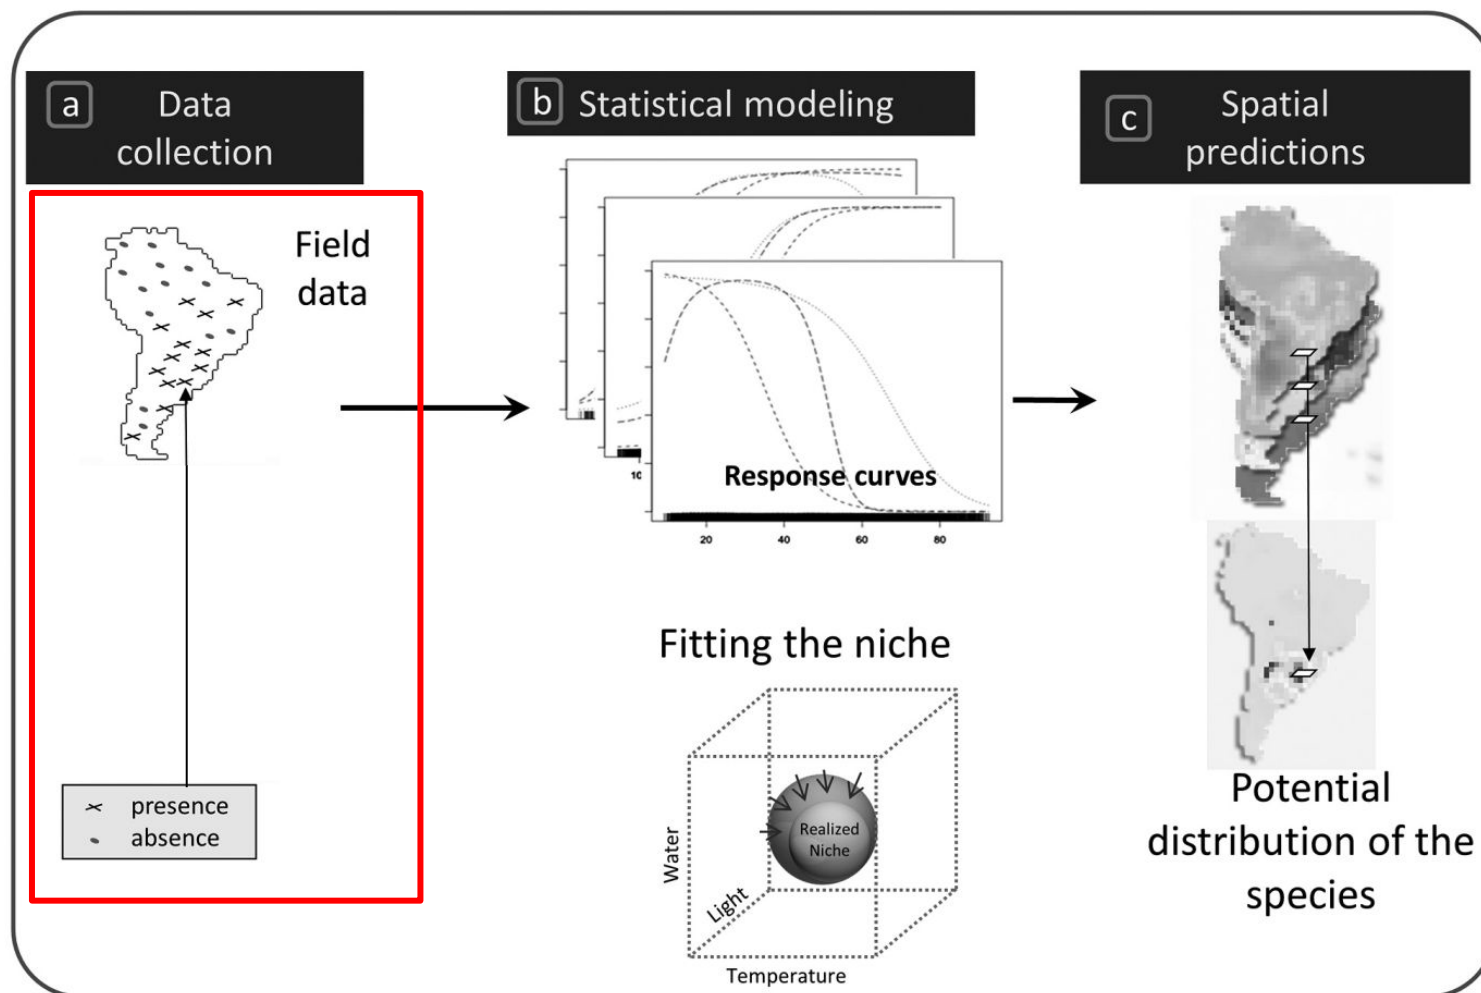 a
Data
collection
Field
data
presence
absence
b
Statistical modeling
Response curves
20
40
60
80
Fitting the niche
Realized
Niche
Water
Light
Temperature
c
Spatial
predictions
Potential
distribution of the
species